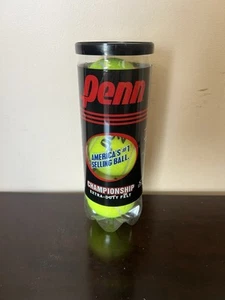 Penn
AMERICA'S #1
SELLING BALL.
CHAMPIONSHIP
EXTRA-DUTY FELT